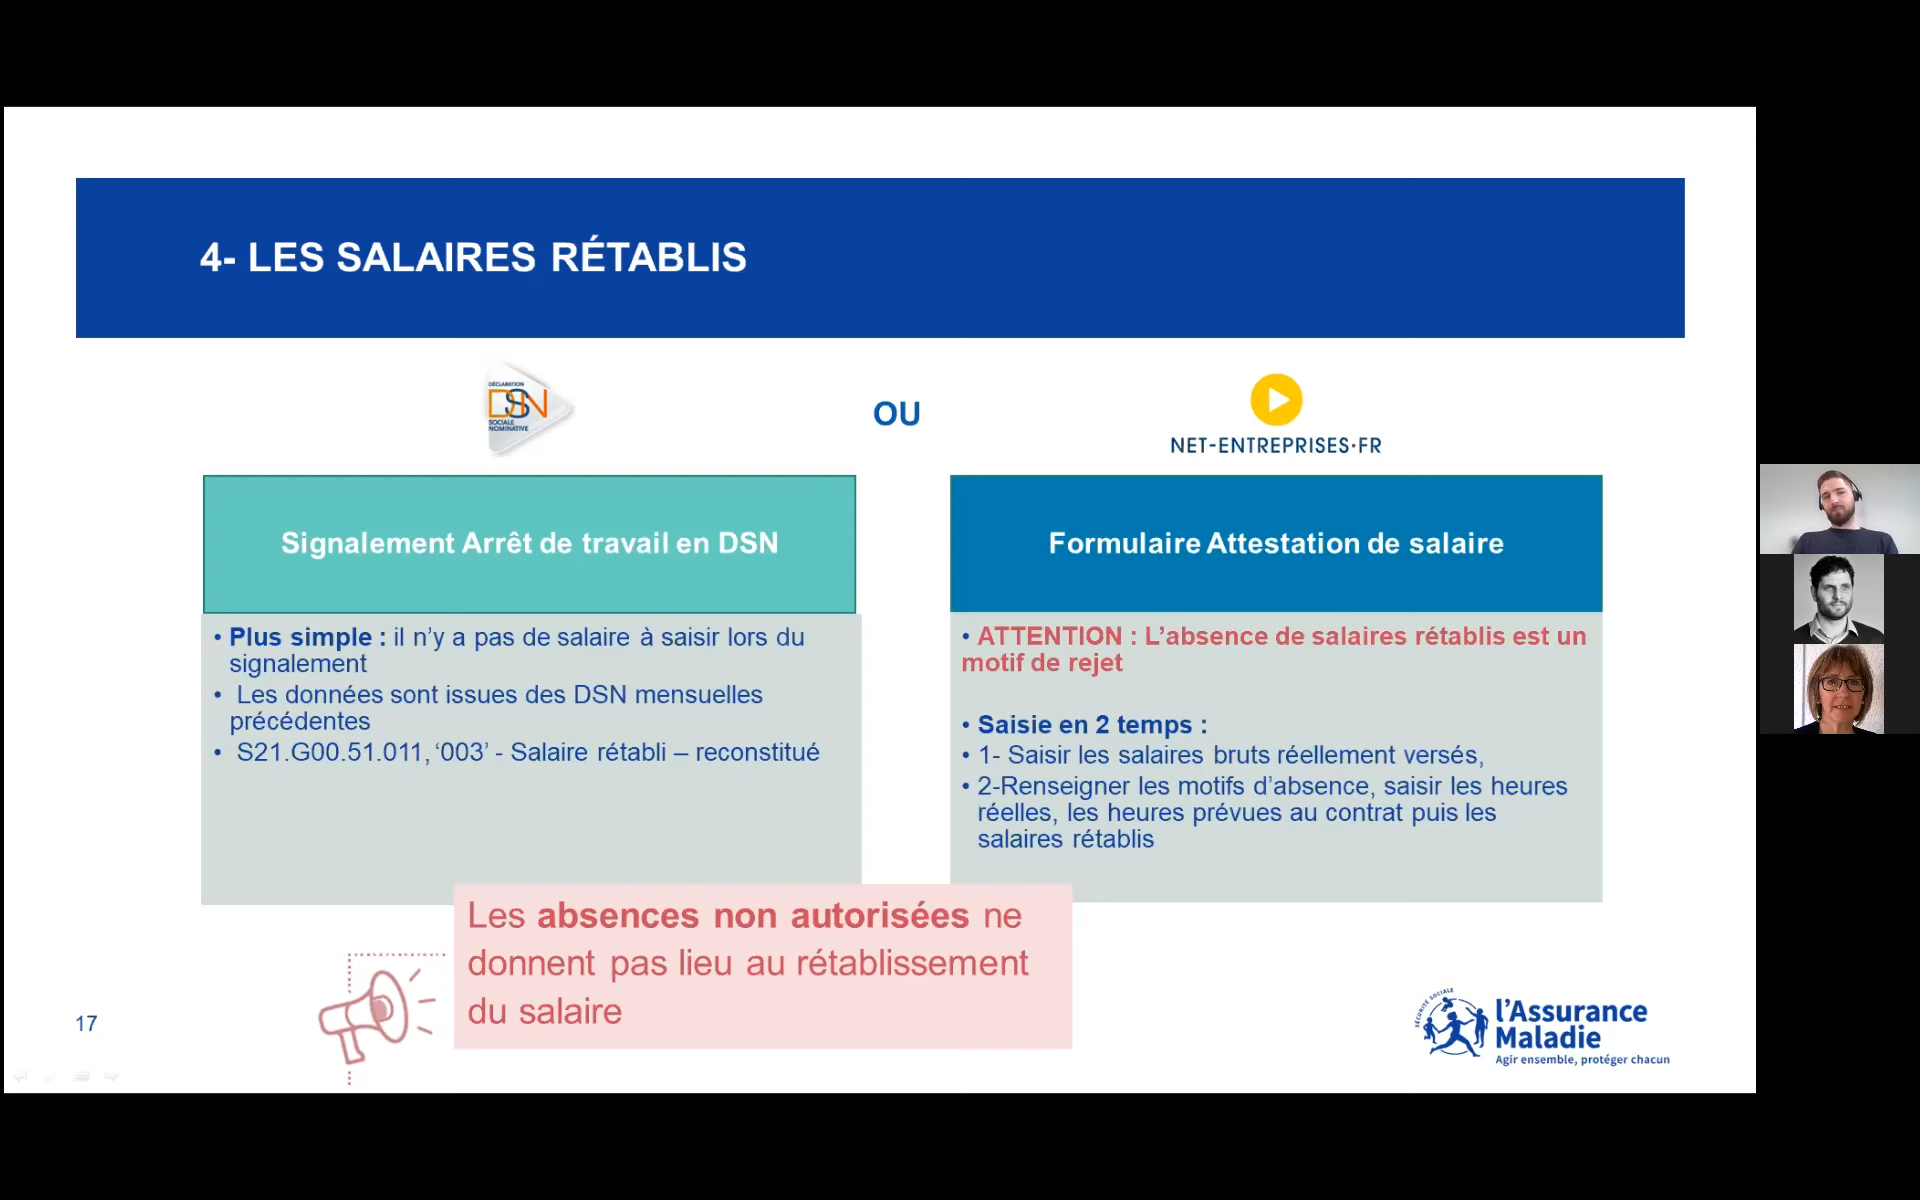 4- LES SALAIRES RÉTABLIS
DÉCLARATION
DSN
SOCIALE
NOMINATIVE
OU
NET-ENTREPRISES·FR
Signalement Arrêt de travail en DSN
• Plus simple : il n’y a pas de salaire à saisir lors du
signalement
• Les données sont issues des DSN mensuelles
précédentes
• S21.G00.51.011, ‘003’ - Salaire rétabli – reconstitué
Formulaire Attestation de salaire
• ATTENTION : L’absence de salaires rétablis est un
motif de rejet
• Saisie en 2 temps :
• 1- Saisir les salaires bruts réellement versés,
• 2-Renseigner les motifs d’absence, saisir les heures
réelles, les heures prévues au contrat puis les
salaires rétablis
Les absences non autorisées ne
donnent pas lieu au rétablissement
du salaire
17
SÉCURITÉ SOCIALE
l’Assurance
Maladie
Agir ensemble, protéger chacun